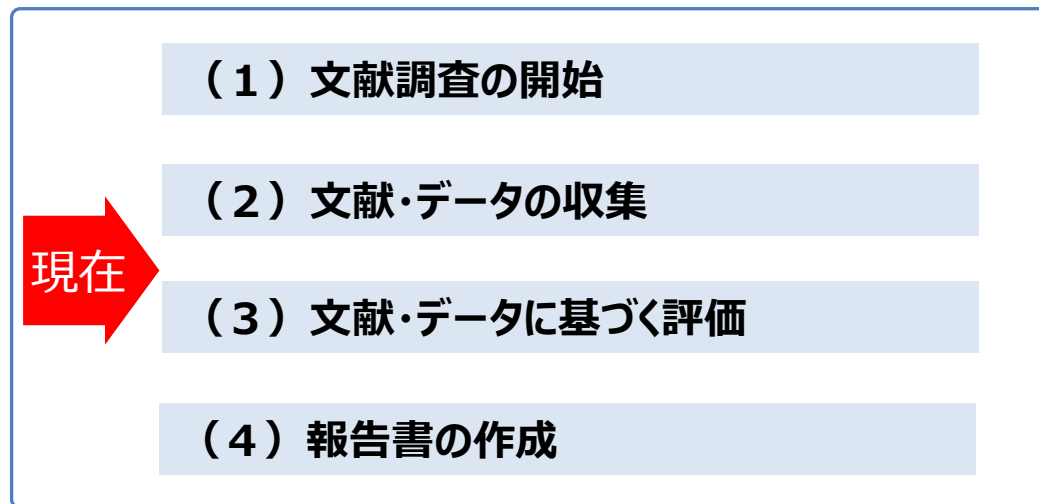 （１）文献調査の開始
（２）文献･データの収集
現在
（３）文献･データに基づく評価
（４）報告書の作成